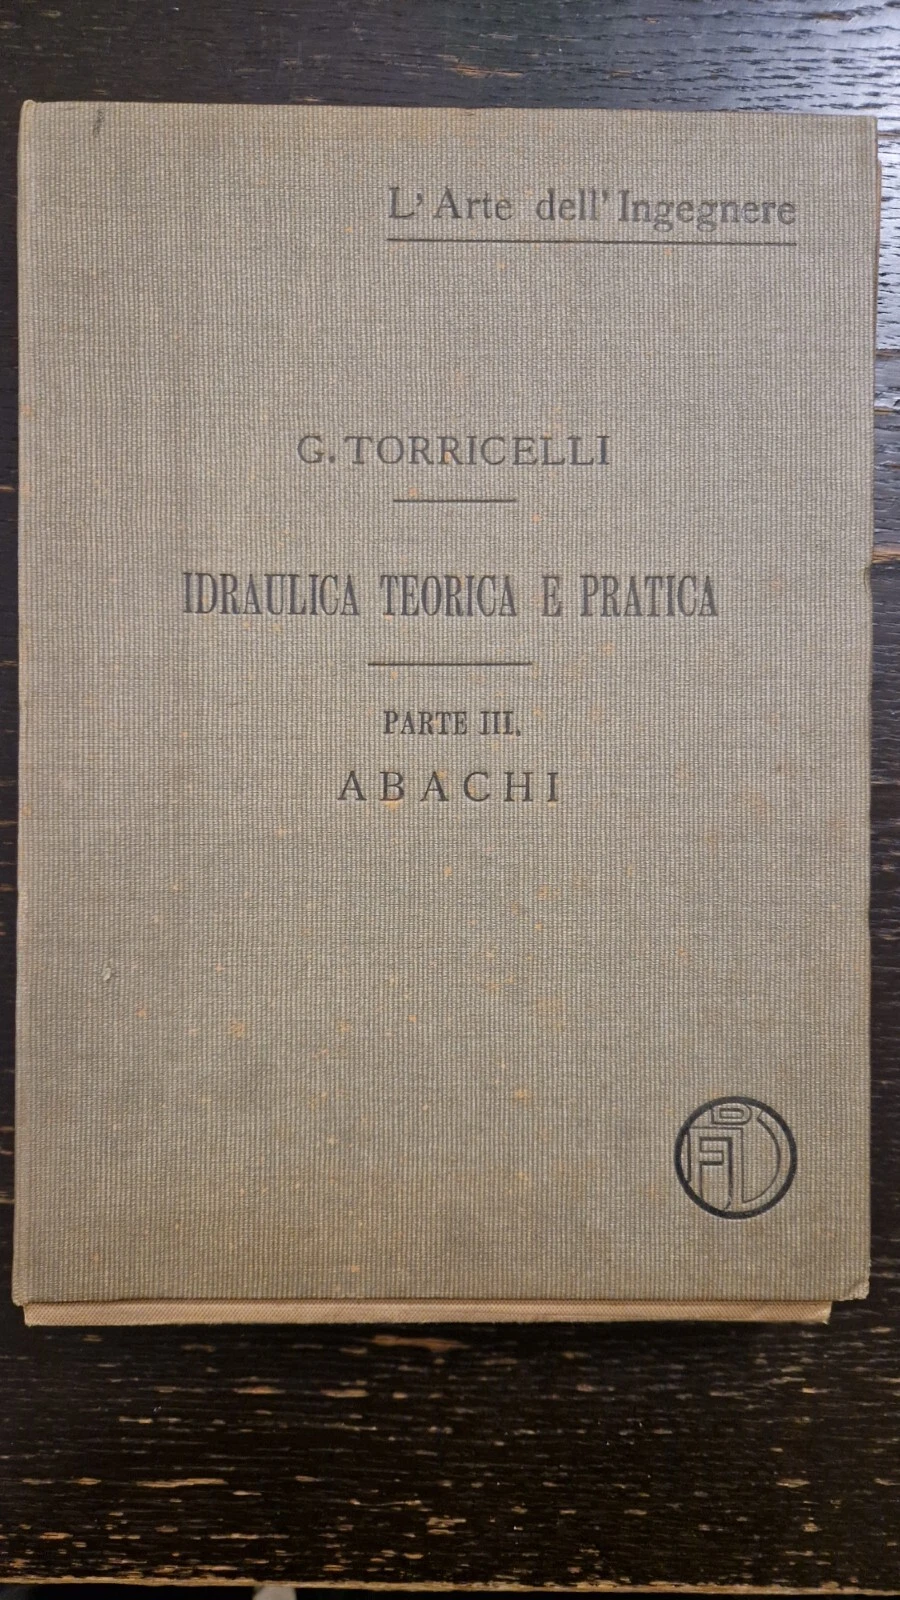 L' Arte dell' Ingegnere
G. TORRICELLI
IDRAULICA TEORICA E PRATICA
PARTE III.
ABACHI